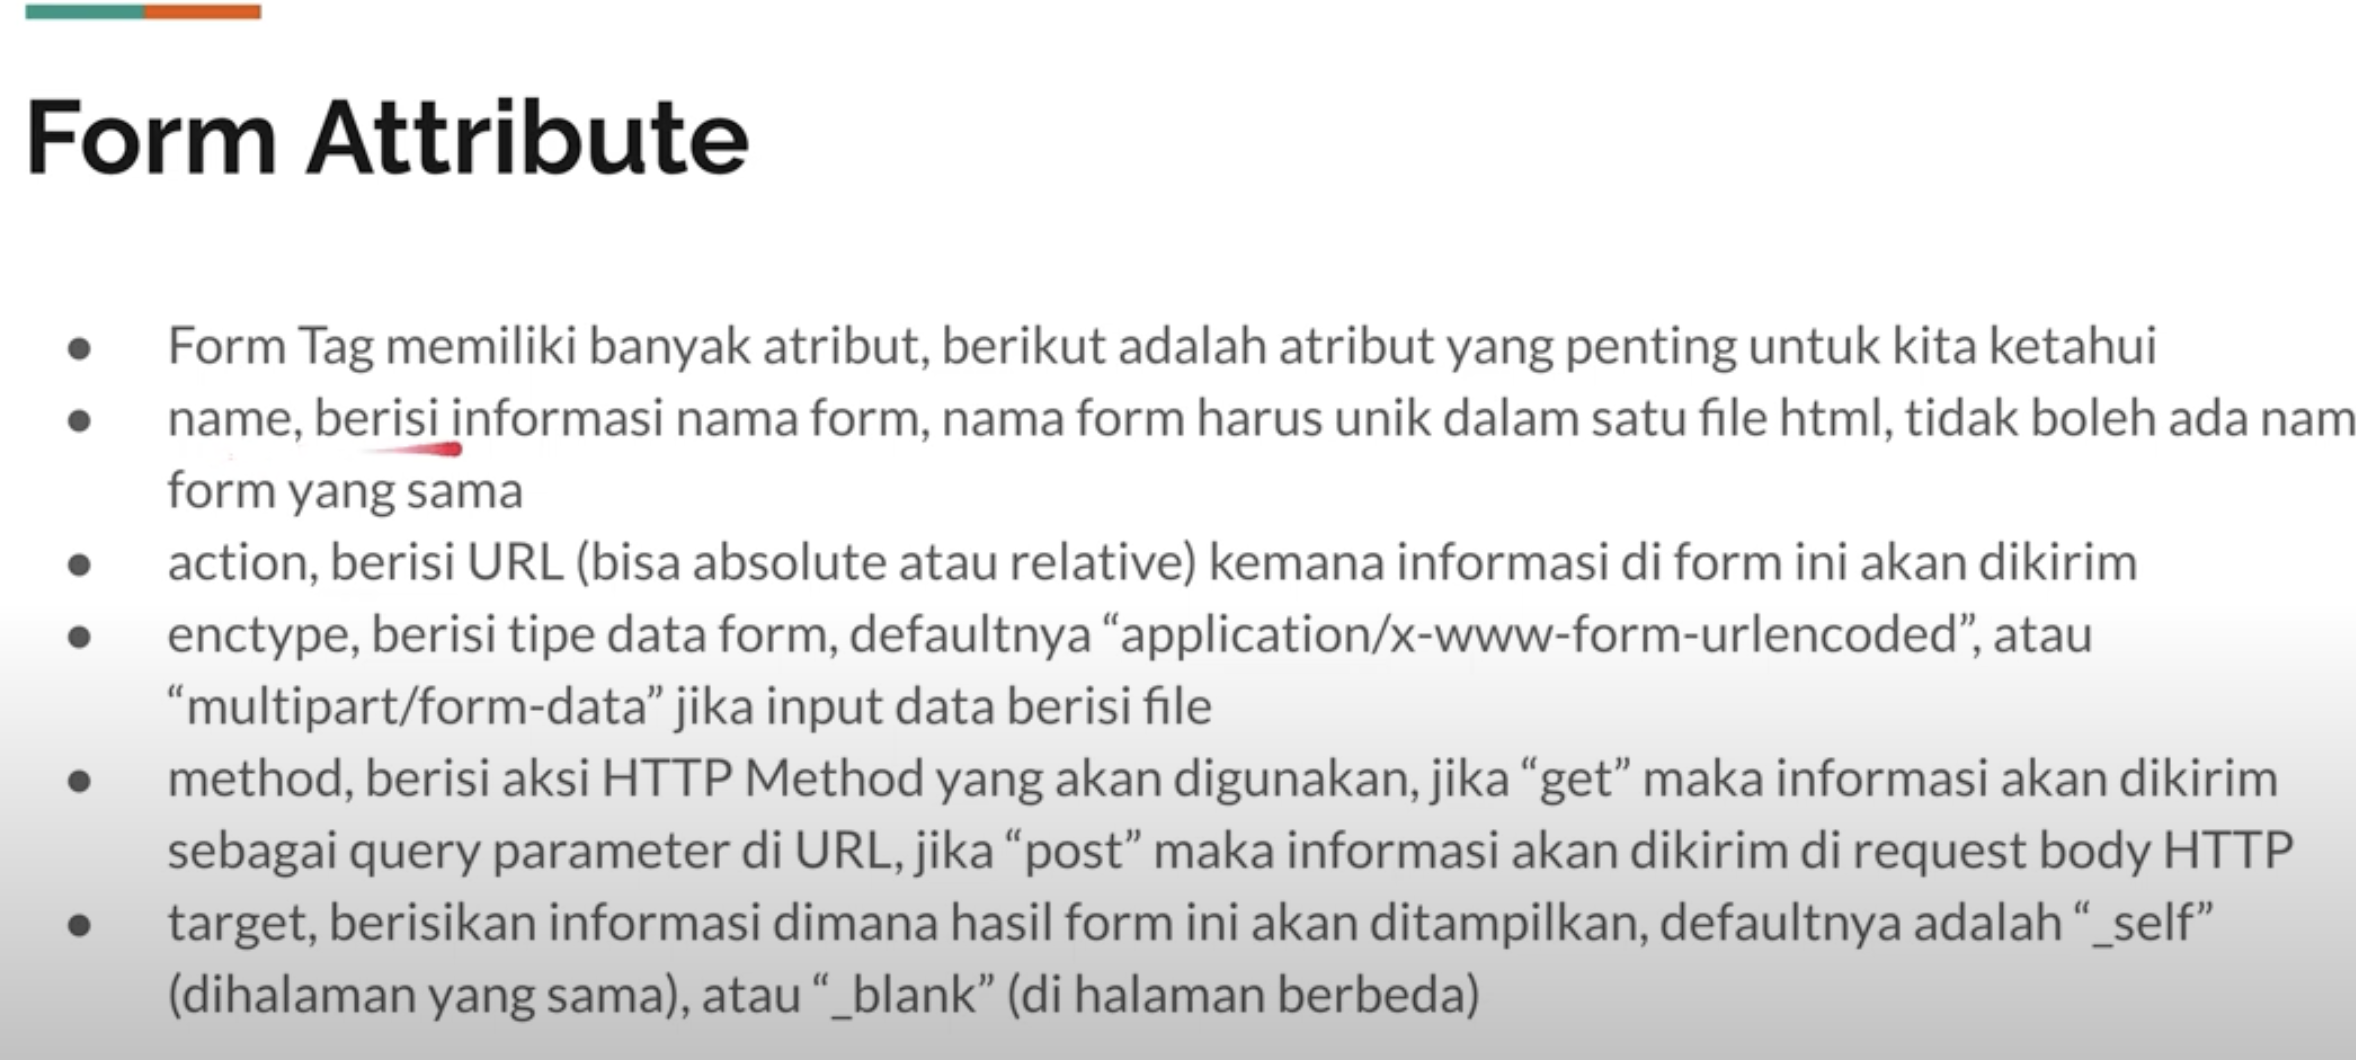 Form Attribute
Form Tag memiliki banyak atribut, berikut adalah atribut yang penting untuk kita ketahui
name, berisi informasi nama form, nama form harus unik dalam satu file html, tidak boleh ada nam
form yang sama
action, berisi URL (bisa absolute atau relative) kemana informasi di form ini akan dikirim
enctype, berisi tipe data form, defaultnya “application/x-www-form-urlencoded”, atau
“multipart/form-data” jika input data berisi file
method, berisi aksi HTTP Method yang akan digunakan, jika “get” maka informasi akan dikirim
sebagai query parameter di URL, jika “post” maka informasi akan dikirim di request body HTTP
target, berisikan informasi dimana hasil form ini akan ditampilkan, defaultnya adalah “_self”
(dihalaman yang sama), atau “_blank” (di halaman berbeda)